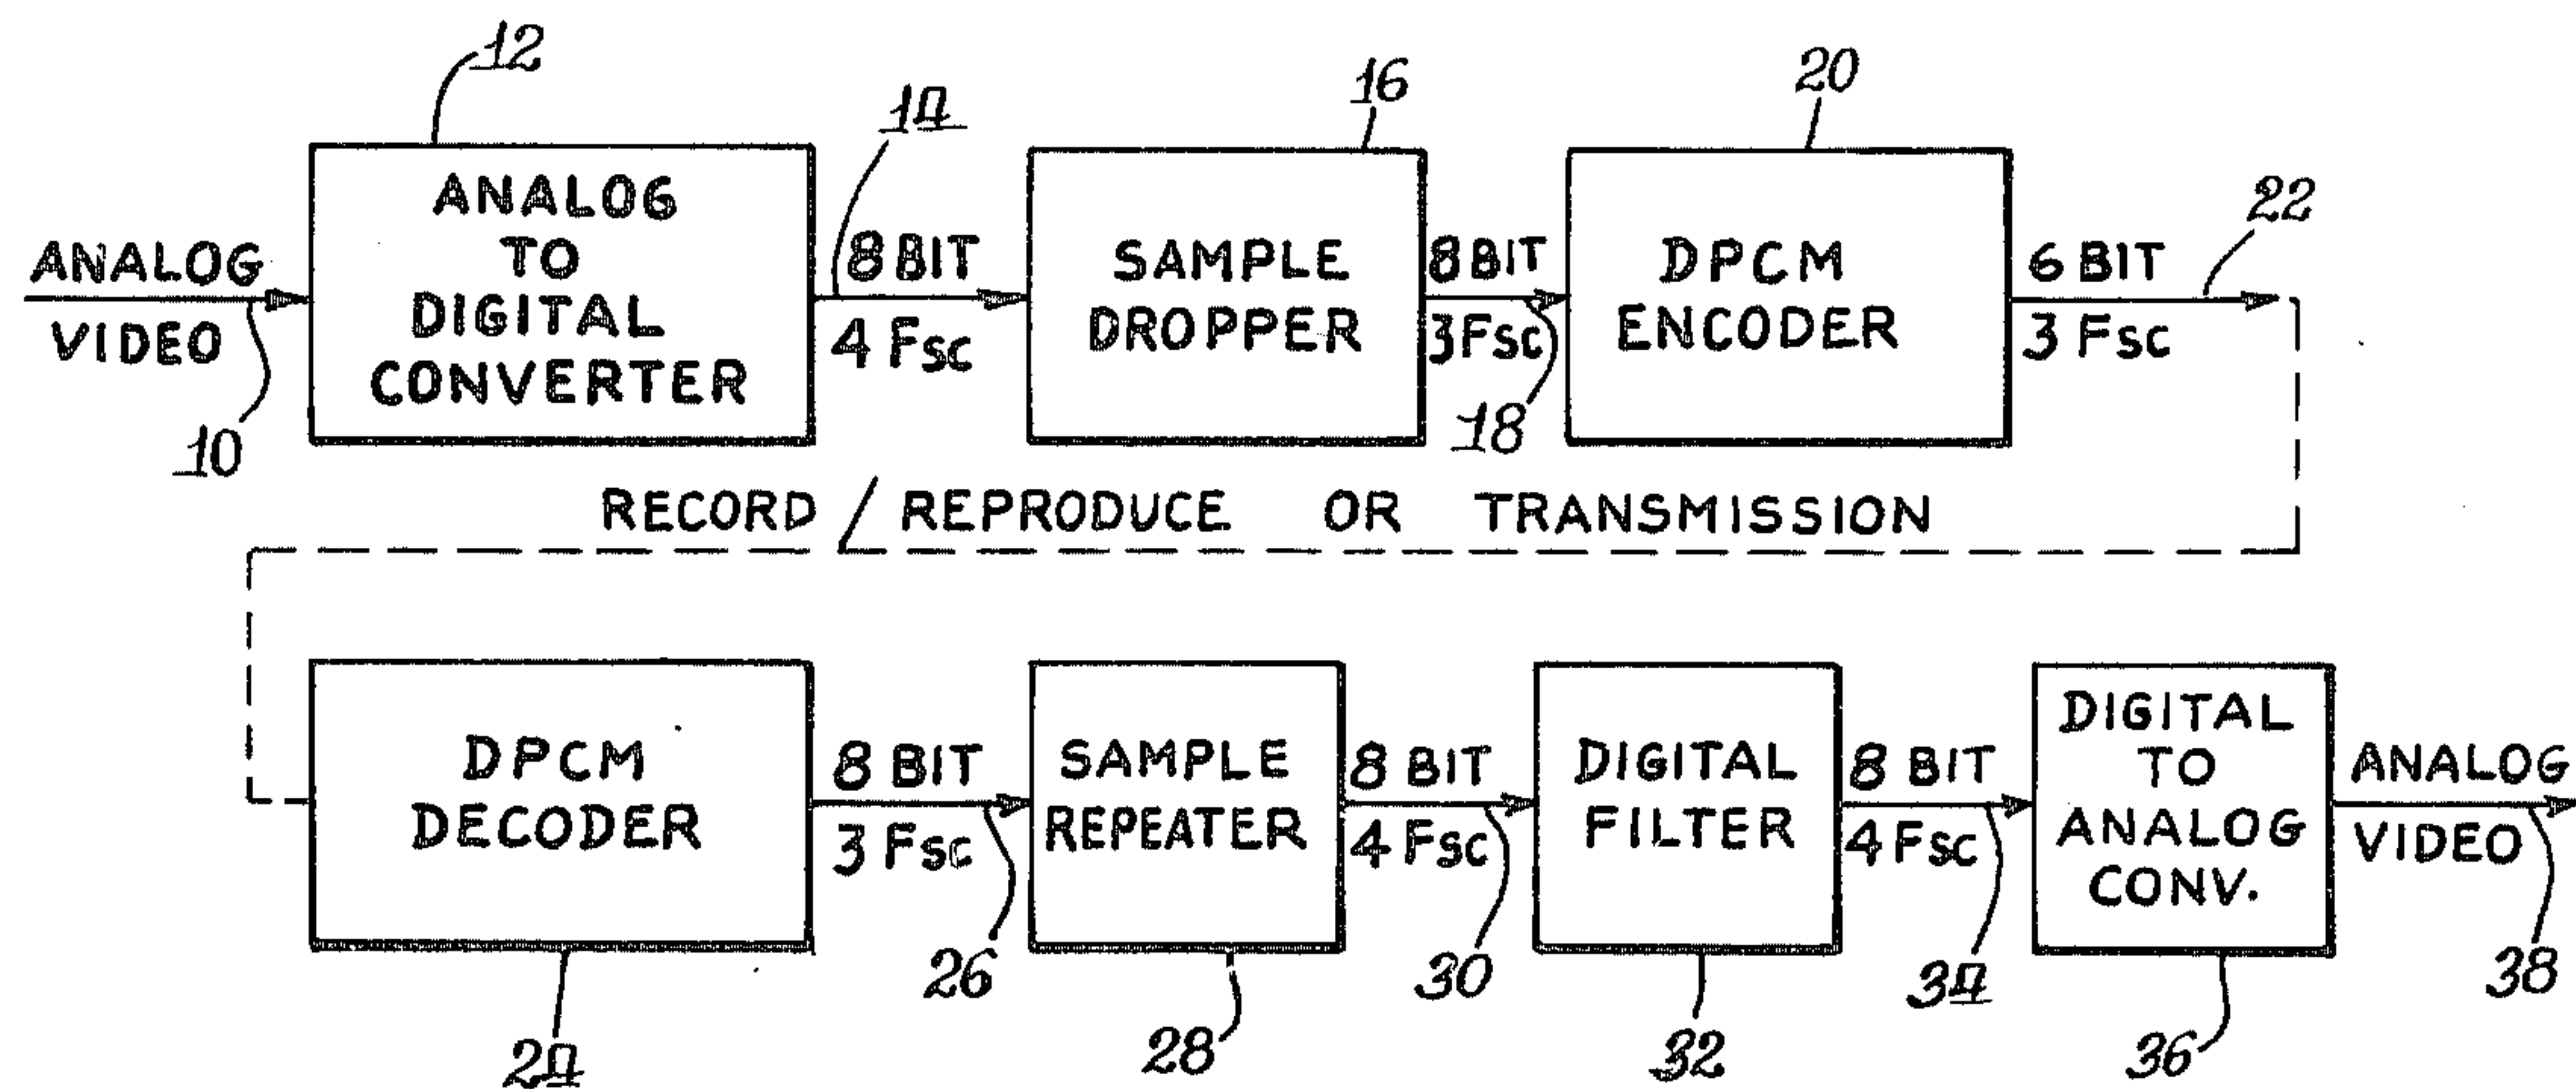 12
14
16
20
22
ANALOG
VIDEO
10
ANALOG
TO
DIGITAL
CONVERTER
8 BIT
4 Fsc
SAMPLE
DROPPER
8 BIT
3 Fsc
18
DPCM
ENCODER
6 BIT
3 Fsc
RECORD / REPRODUCE OR TRANSMISSION
DPCM
DECODER
24
8 BIT
3 Fsc
26
SAMPLE
REPEATER
28
8 BIT
4 Fsc
30
DIGITAL
FILTER
32
8 BIT
4 Fsc
34
DIGITAL
TO
ANALOG
CONV.
36
ANALOG
VIDEO
38